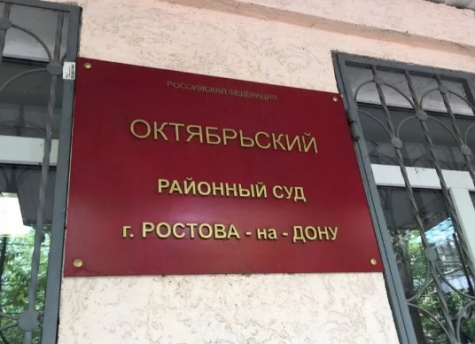 РОССИЙСКАЯ ФЕДЕРАЦИЯ
ОКТЯБРЬСКИЙ
РАЙОННЫЙ СУД
г. РОСТОВА - на - ДОНУ